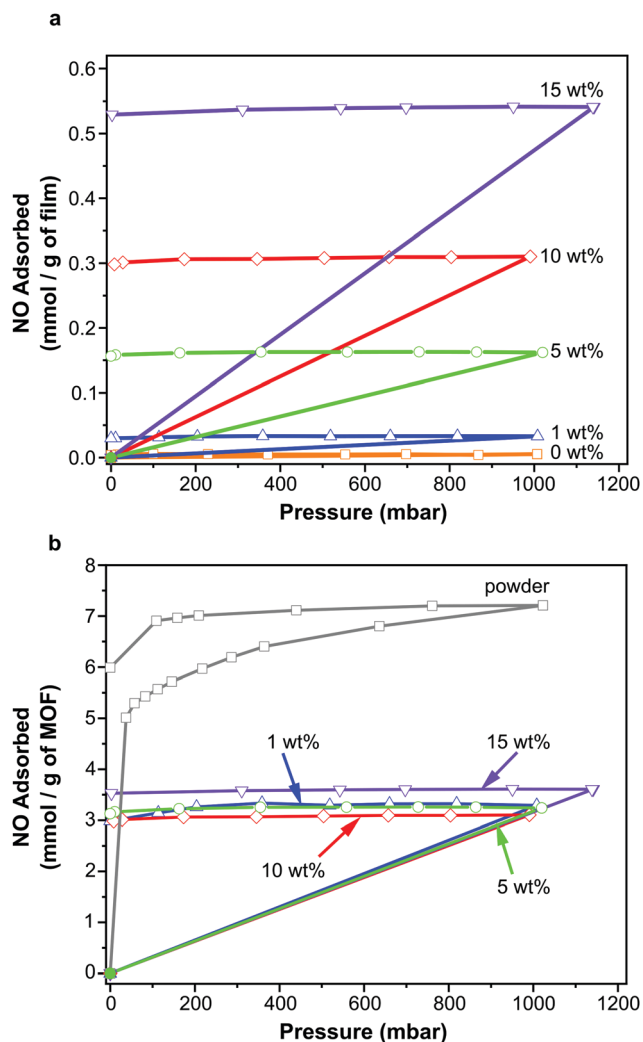 a
0.6
0.5
0.4
0.3
0.2
0.1
0.0
NO Adsorbed
(mmol / g of film)
15 wt%
10 wt%
5 wt%
1 wt%
0 wt%
0 200 400 600 800 1000 1200
Pressure (mbar)
b
8
7
6
5
4
3
2
1
0
NO Adsorbed
(mmol / g of MOF)
powder
1 wt%
15 wt%
10 wt%
5 wt%
0 200 400 600 800 1000 1200
Pressure (mbar)